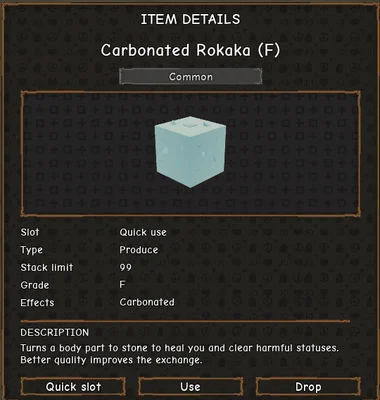 ITEM DETAILS
Carbonated Rokaka (F)
Common
Slot Quick use
Type Produce
Stack limit 99
Grade F
Effects Carbonated
DESCRIPTION
Turns a body part to stone to heal you and clear harmful statuses.
Better quality improves the exchange.
Quick slot Use Drop